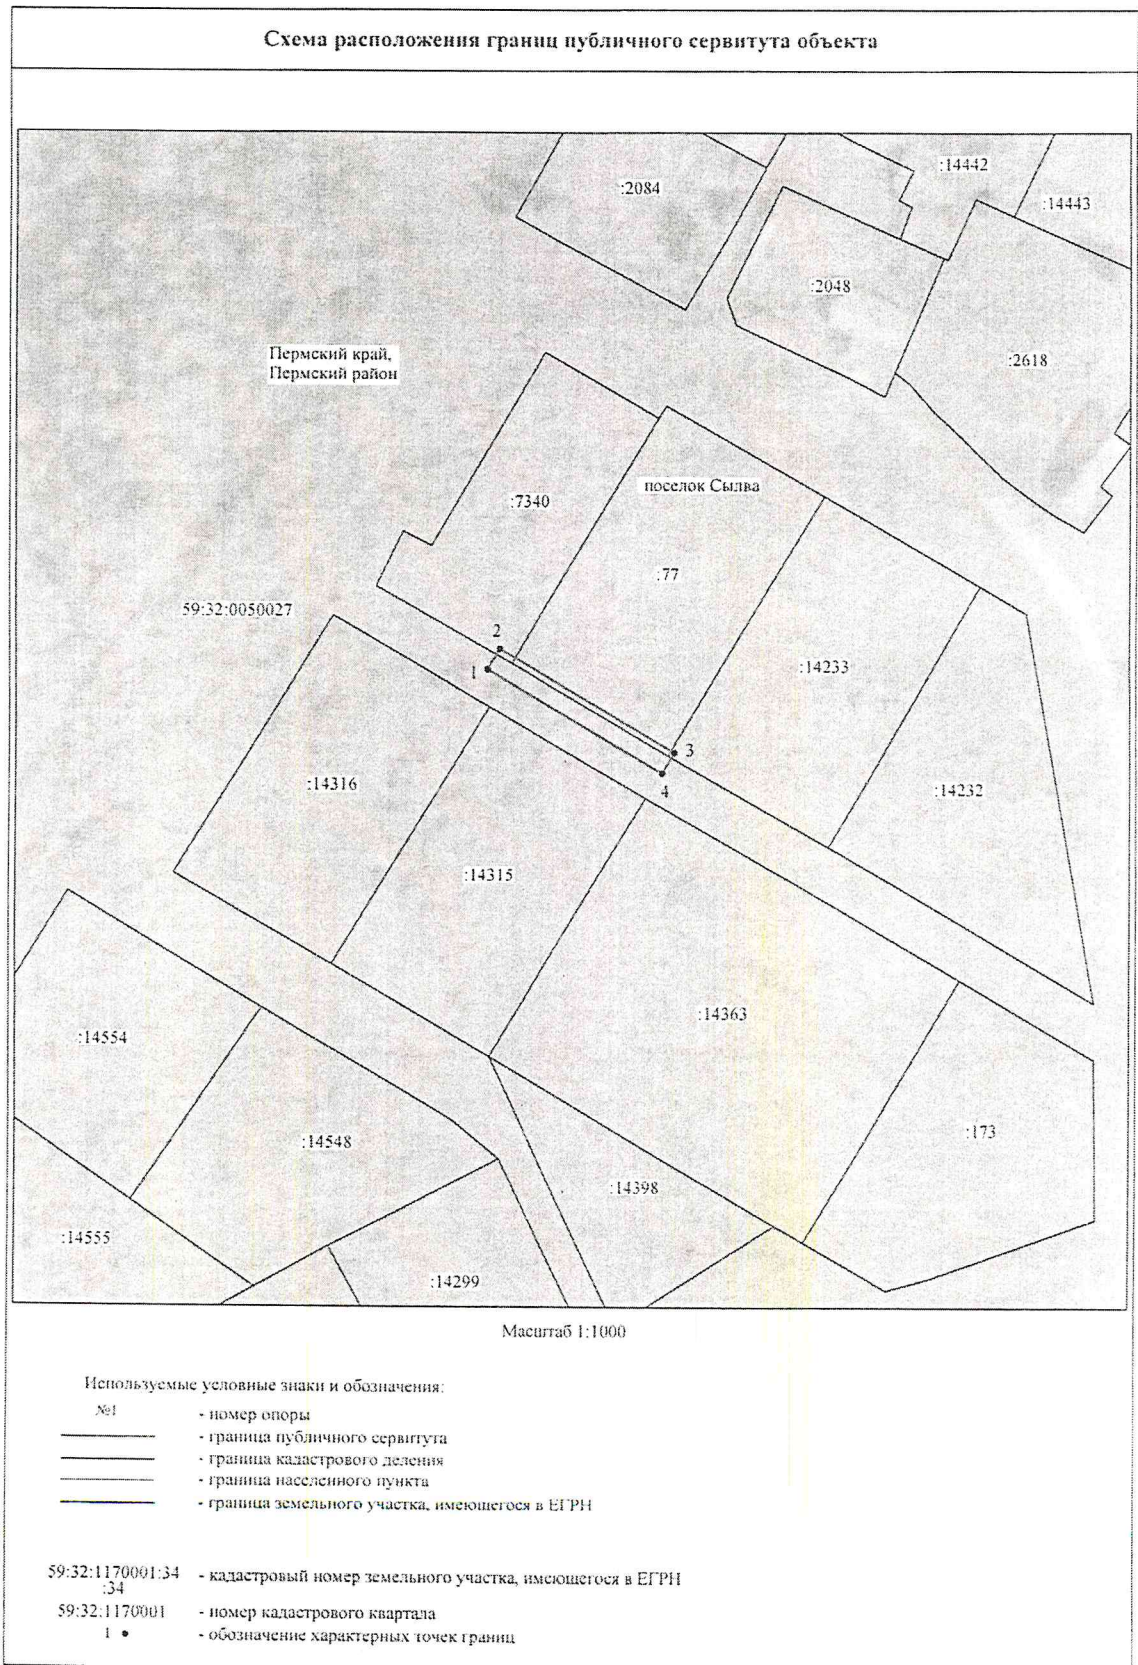 Схема расположения границ публичного сервитута объекта
:14442
:2084
:14443
:2048
Пермский край,
Пермский район
:2618
поселок Сылва
:7340
:77
59:32:0050027
2
1
:14233
3
4
:14316
:14232
:14315
:14363
:14554
:173
:14548
:14398
:14555
:14299
Масштаб 1:1000
Используемые условные знаки и обозначения:
№1 - номер опоры
- граница публичного сервитута
- граница кадастрового деления
- граница населенного пункта
- граница земельного участка, имеющегося в ЕГРН
59:32:1170001:34 - кадастровый номер земельного участка, имеющегося в ЕГРН
:34
59:32:1170001 - номер кадастрового квартала
1 • - обозначение характерных точек границ